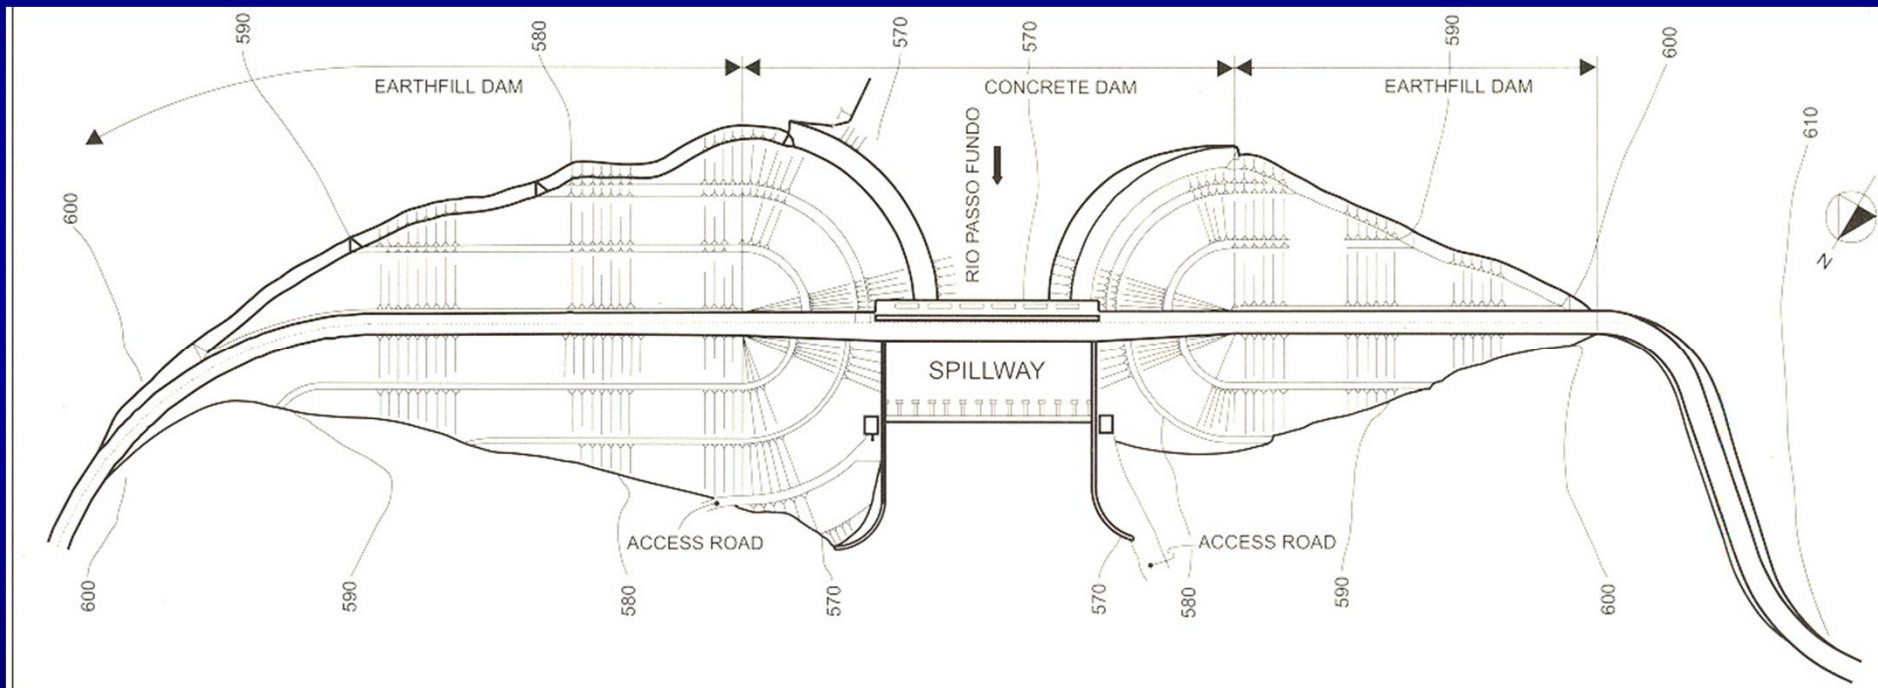 590
580
570
570
590
600
EARTHFILL DAM
CONCRETE DAM
EARTHFILL DAM
610
RIO PASSO FUNDO
600
N
SPILLWAY
ACCESS ROAD
ACCESS ROAD
600
590
580
570
570
580
590
600